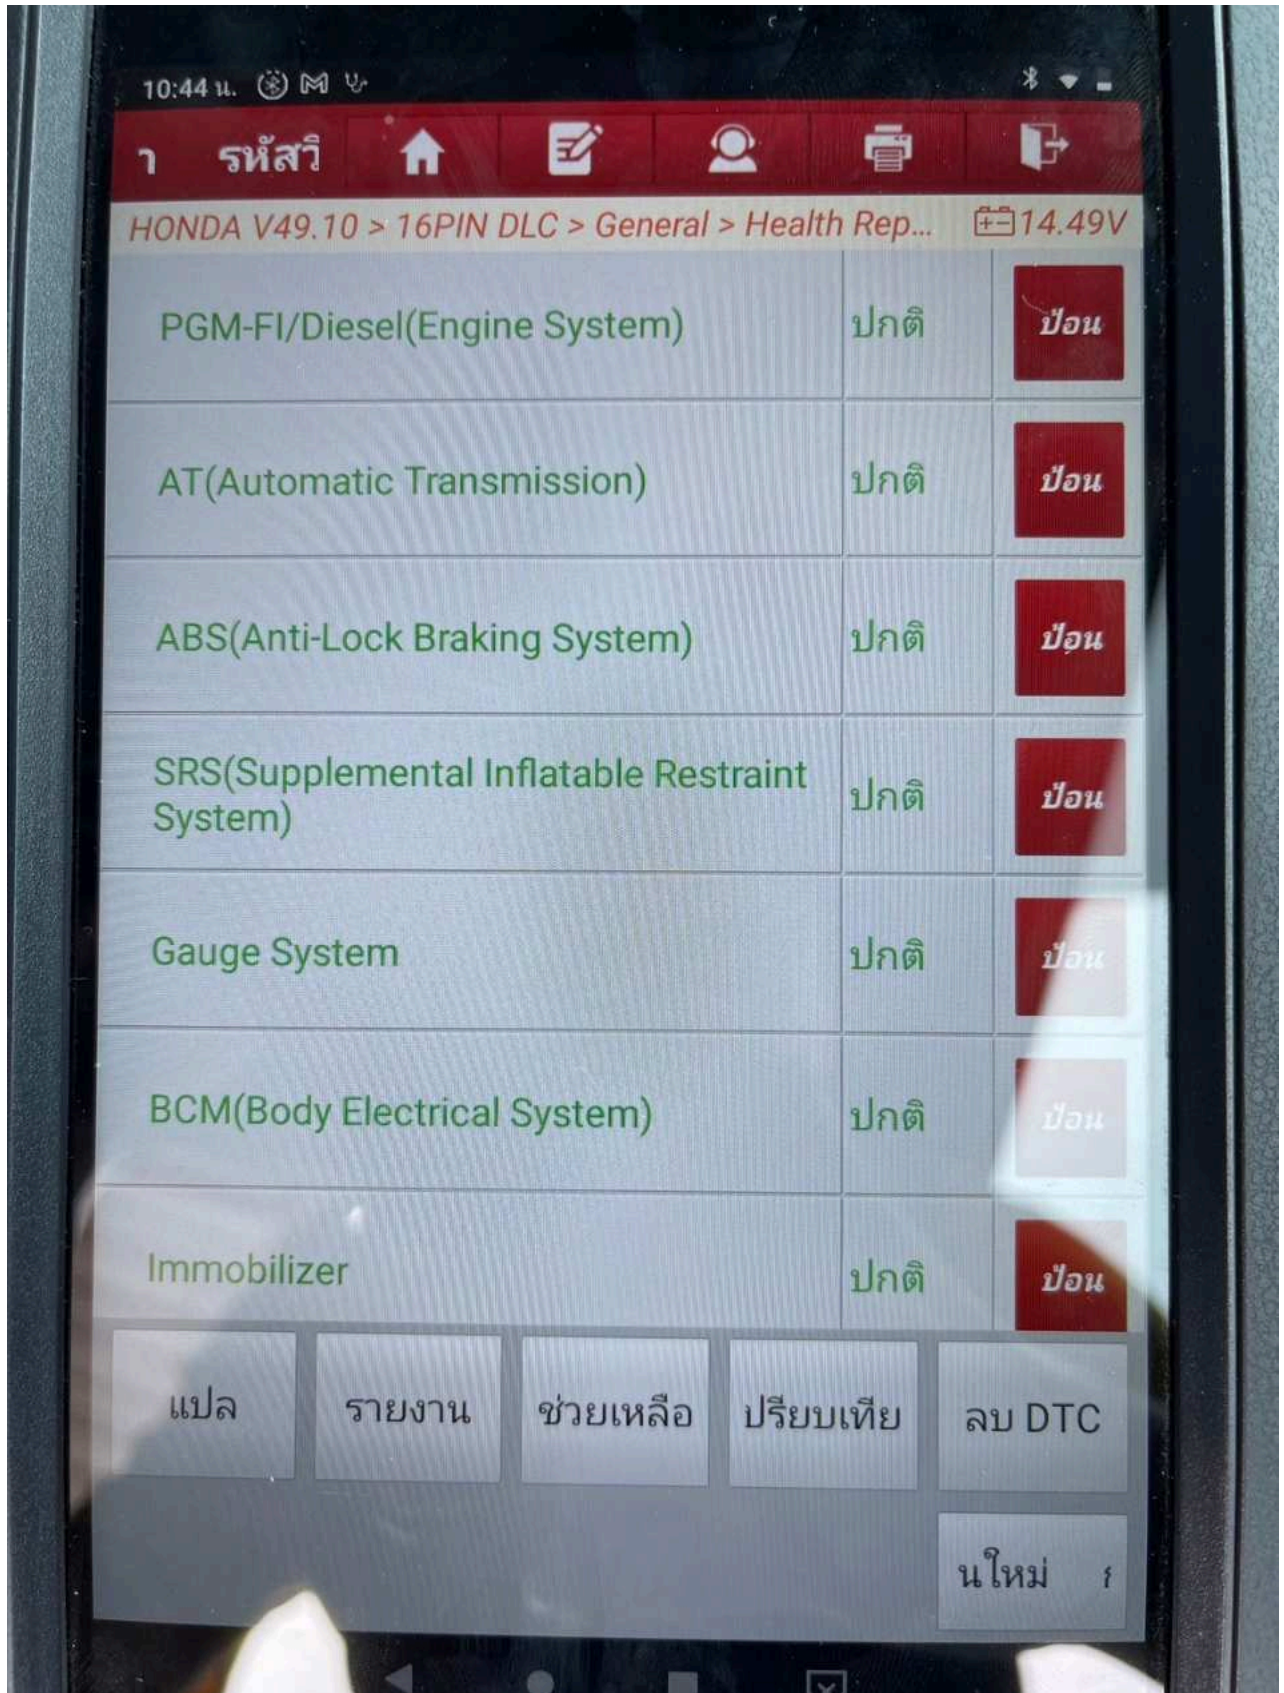 10:44 น.
า รหัสวิ
HONDA V49.10 > 16PIN DLC > General > Health Rep... 14.49V
PGM-FI/Diesel(Engine System) ปกติ ป้อน
AT(Automatic Transmission) ปกติ ป้อน
ABS(Anti-Lock Braking System) ปกติ ป้อน
SRS(Supplemental Inflatable Restraint
System) ปกติ ป้อน
Gauge System ปกติ ป้อน
BCM(Body Electrical System) ปกติ ป้อน
Immobilizer ปกติ ป้อน
แปล รายงาน ช่วยเหลือ ปรียบเทีย ลบ DTC
นใหม่